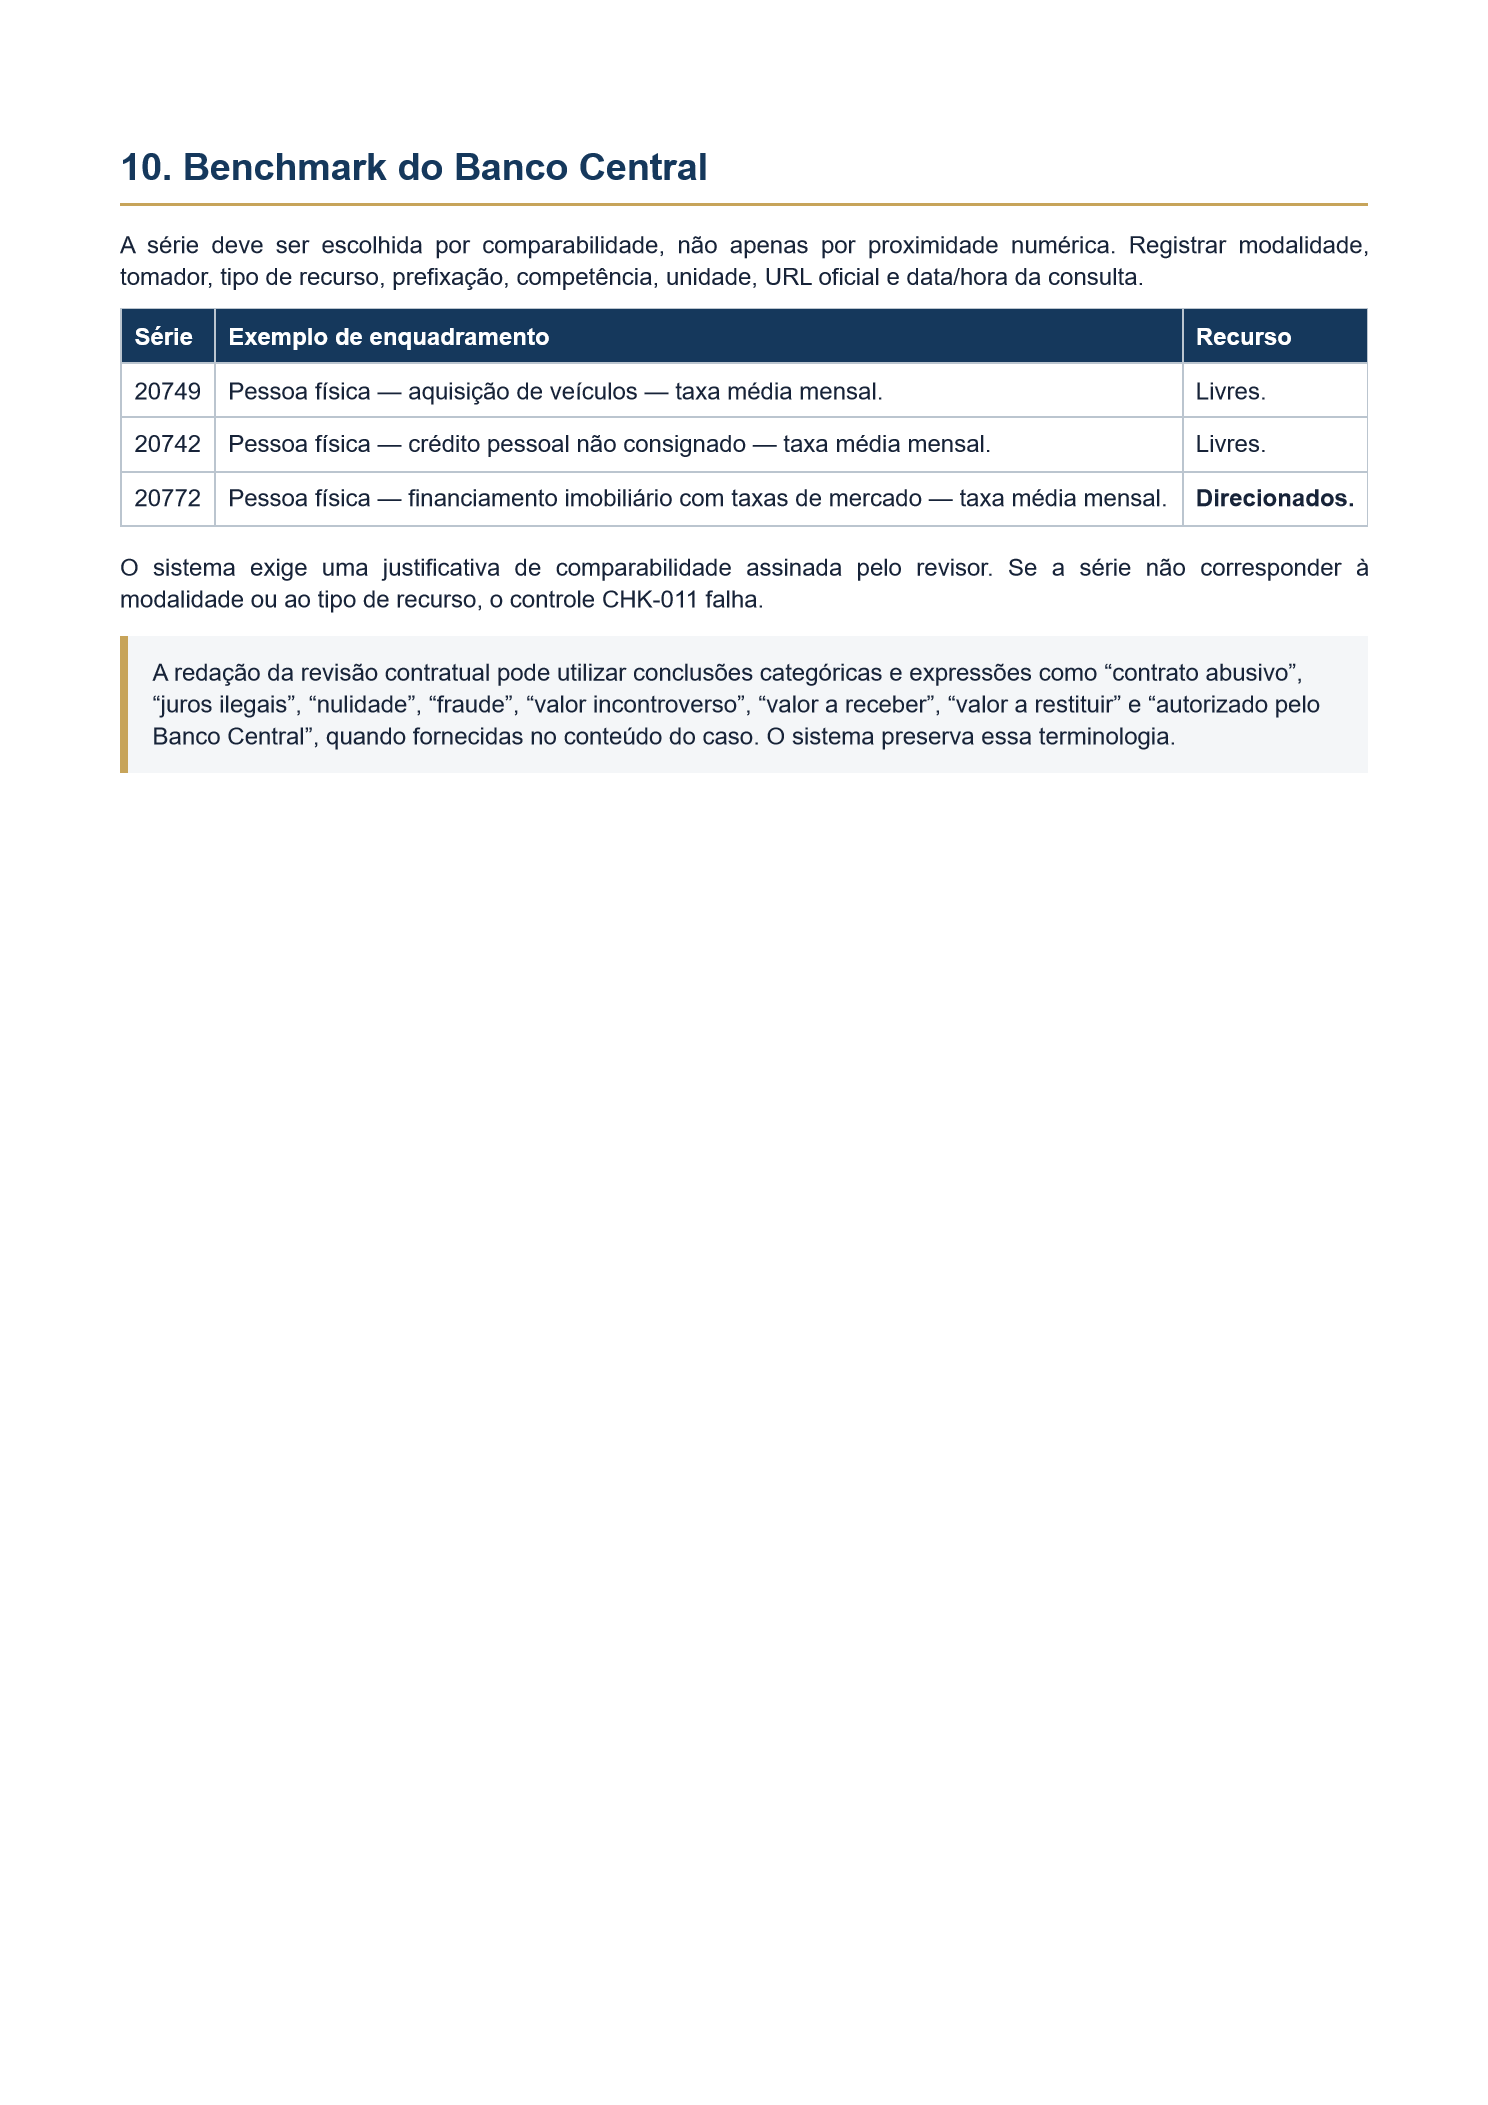 10. Benchmark do Banco Central
A série deve ser escolhida por comparabilidade, não apenas por proximidade numérica. Registrar modalidade,
tomador, tipo de recurso, prefixação, competência, unidade, URL oficial e data/hora da consulta.
Série Exemplo de enquadramento Recurso
20749 Pessoa física — aquisição de veículos — taxa média mensal. Livres.
20742 Pessoa física — crédito pessoal não consignado — taxa média mensal. Livres.
20772 Pessoa física — financiamento imobiliário com taxas de mercado — taxa média mensal. Direcionados.
O sistema exige uma justificativa de comparabilidade assinada pelo revisor. Se a série não corresponder à
modalidade ou ao tipo de recurso, o controle CHK-011 falha.
A redação da revisão contratual pode utilizar conclusões categóricas e expressões como “contrato abusivo”,
“juros ilegais”, “nulidade”, “fraude”, “valor incontroverso”, “valor a receber”, “valor a restituir” e “autorizado pelo
Banco Central”, quando fornecidas no conteúdo do caso. O sistema preserva essa terminologia.